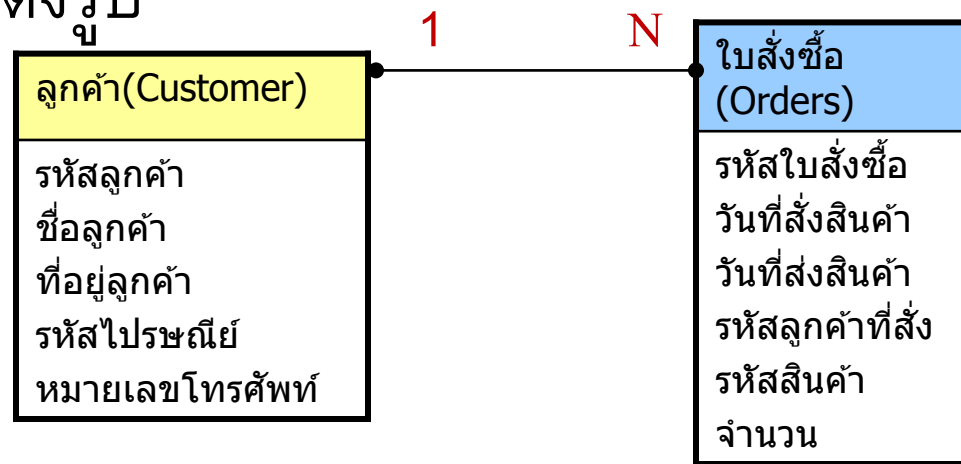 ดังรูป
1 N
ลูกค้า(Customer)
รหัสลูกค้า
ชื่อลูกค้า
ที่อยู่ลูกค้า
รหัสไปรษณีย์
หมายเลขโทรศัพท์
ใบสั่งซื้อ
(Orders)
รหัสใบสั่งซื้อ
วันที่สั่งสินค้า
วันที่ส่งสินค้า
รหัสลูกค้าที่สั่ง
รหัสสินค้า
จำนวน